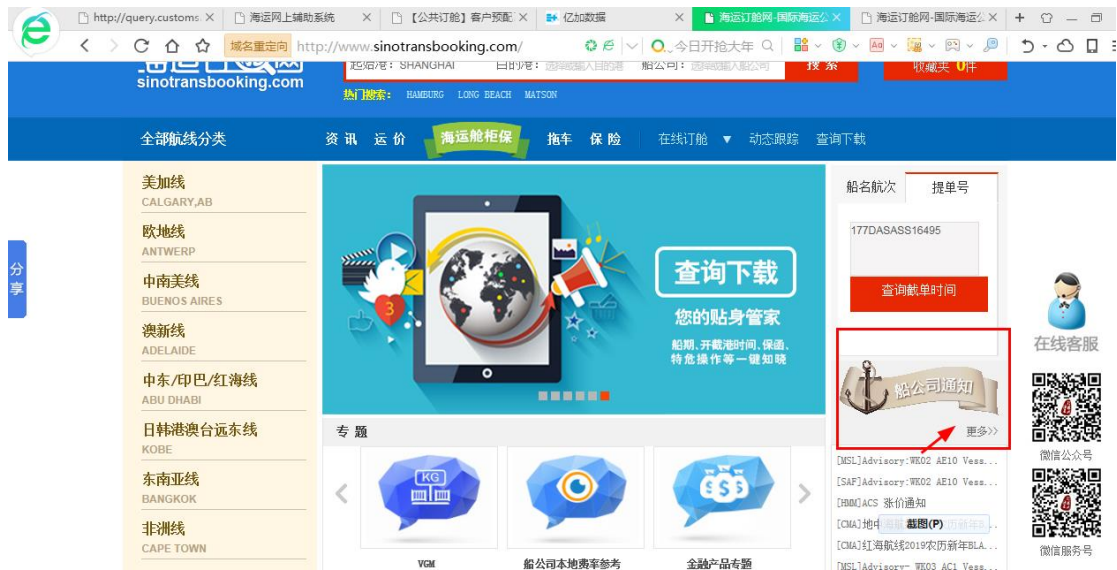 http://query.customs.
海运网上辅助系统
【公共订舱】客户预配
亿加数据
海运订舱网-国际海运公
海运订舱网-国际海运公
域名重定向
http://www.sinotransbooking.com/
今日开抢大年
sinotransbooking.com
起始港：SHANGHAI
目的港：
船公司：
搜 索
收藏夹 0件
热门搜索： HAMBURG LONG BEACH MATSON
全部航线分类
资 讯 运 价 海运舱柜保 拖车 保 险 在线订舱 ▼ 动态跟踪 查询下载
美加线
CALGARY,AB
欧地线
ANTWERP
中南美线
BUENOS AIRES
澳新线
ADELAIDE
中东/印巴/红海线
ABU DHABI
日韩港澳台远东线
KOBE
东南亚线
BANGKOK
非洲线
CAPE TOWN
分享
3
查询下载
您的贴身管家
船期、开截港时间、保函、
特危操作等一键知晓
专 题
KG
VGM
船公司本地费率参考
$ $ $
金融产品专题
船名航次
提单号
177DASASS16495
查询截单时间
船公司通知
更多>>
[MSL]Advisory:WK02 AE10 Vess...
[SAF]Advisory:WK02 AE10 Vess...
[HMM]ACS 涨价通知
[CMA]地中
截图(P)
[CMA]红海航线2019农历新年BLA...
[MSL]Advisory- WK03 AC1 Vess...
在线客服
微信公众号
微信服务号